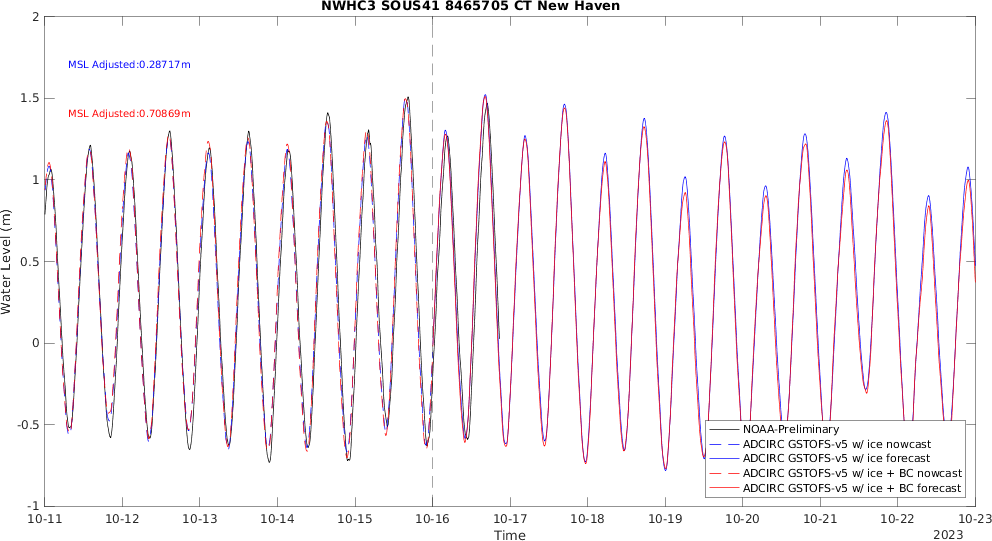 NWHC3 SOUS41 8465705 CT New Haven
2
1.5
1
0.5
0
-0.5
-1
Water Level (m)
MSL Adjusted:0.28717m
MSL Adjusted:0.70869m
NOAA-Preliminary
ADCIRC GSTOFS-v5 w/ ice nowcast
ADCIRC GSTOFS-v5 w/ ice forecast
ADCIRC GSTOFS-v5 w/ ice + BC nowcast
ADCIRC GSTOFS-v5 w/ ice + BC forecast
10-11 10-12 10-13 10-14 10-15 10-16 10-17 10-18 10-19 10-20 10-21 10-22 10-23
Time
2023